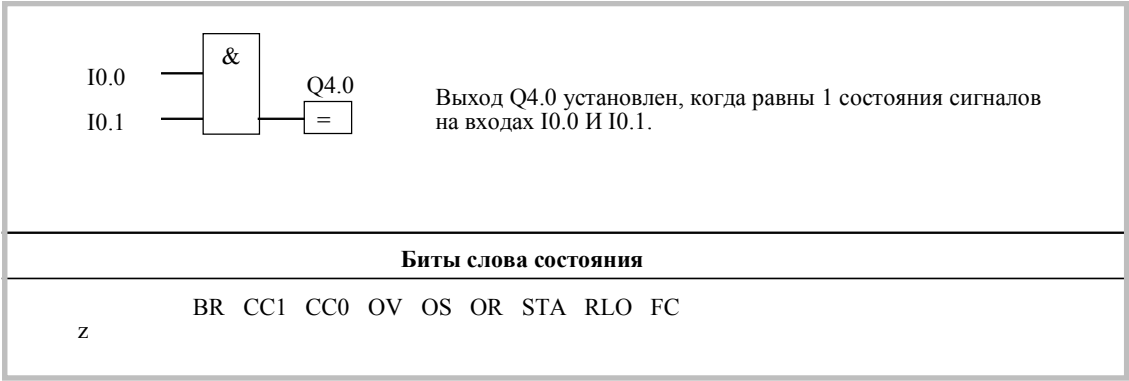 &
I0.0
Q4.0
I0.1
=
Выход Q4.0 установлен, когда равны 1 состояния сигналов
на входах I0.0 И I0.1.
Биты слова состояния
BR CC1 CC0 OV OS OR STA RLO FC
z